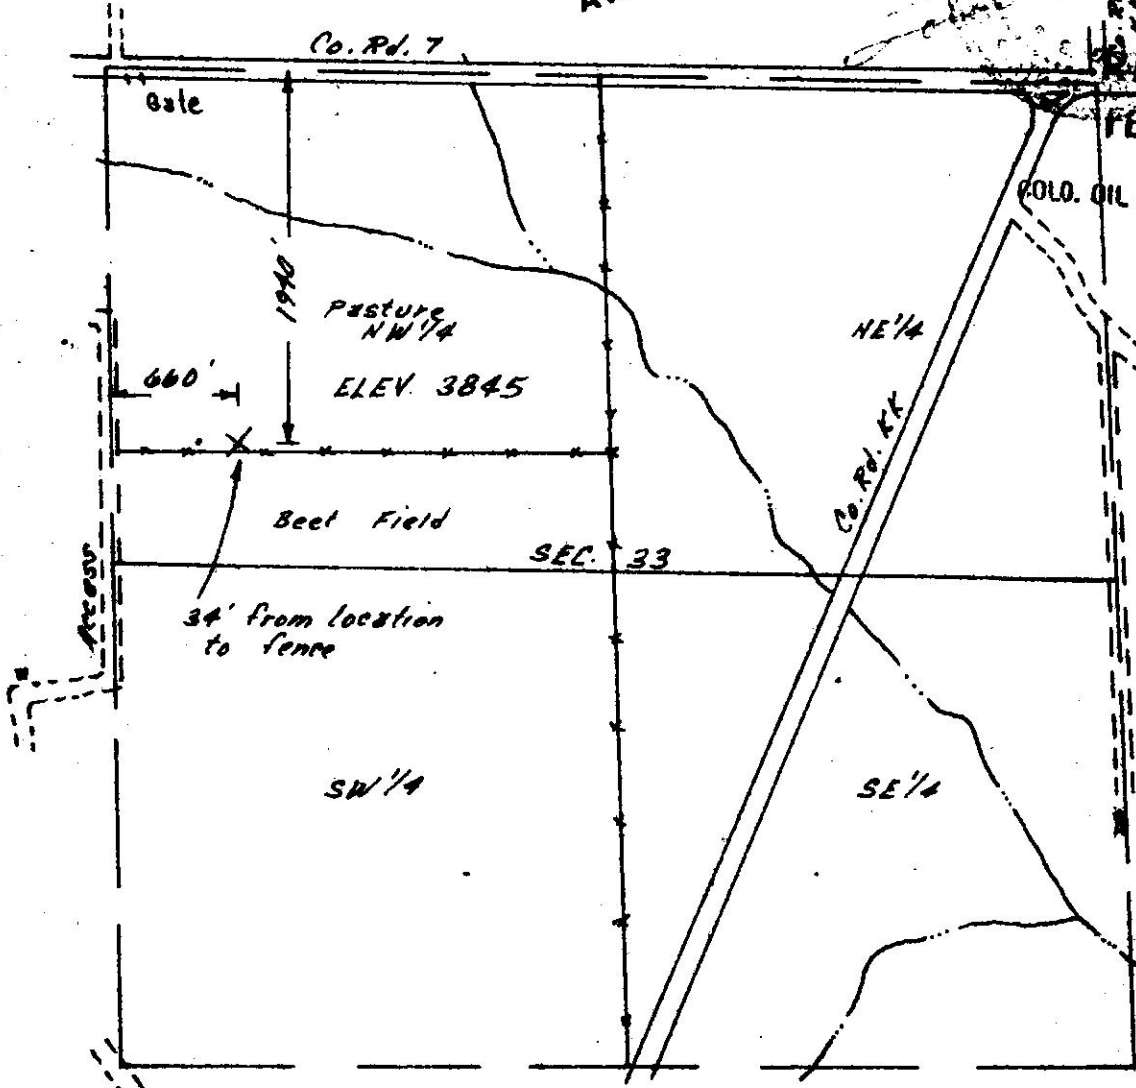 Co. Rd. 7
Gate
COLO. OIL
1940'
Pasture
NW 1/4
NE 1/4
660'
ELEV. 3845
Co. Rd. KK
Beet Field
SEC. 33
Access
34' from location
to fence
SW 1/4
SE 1/4